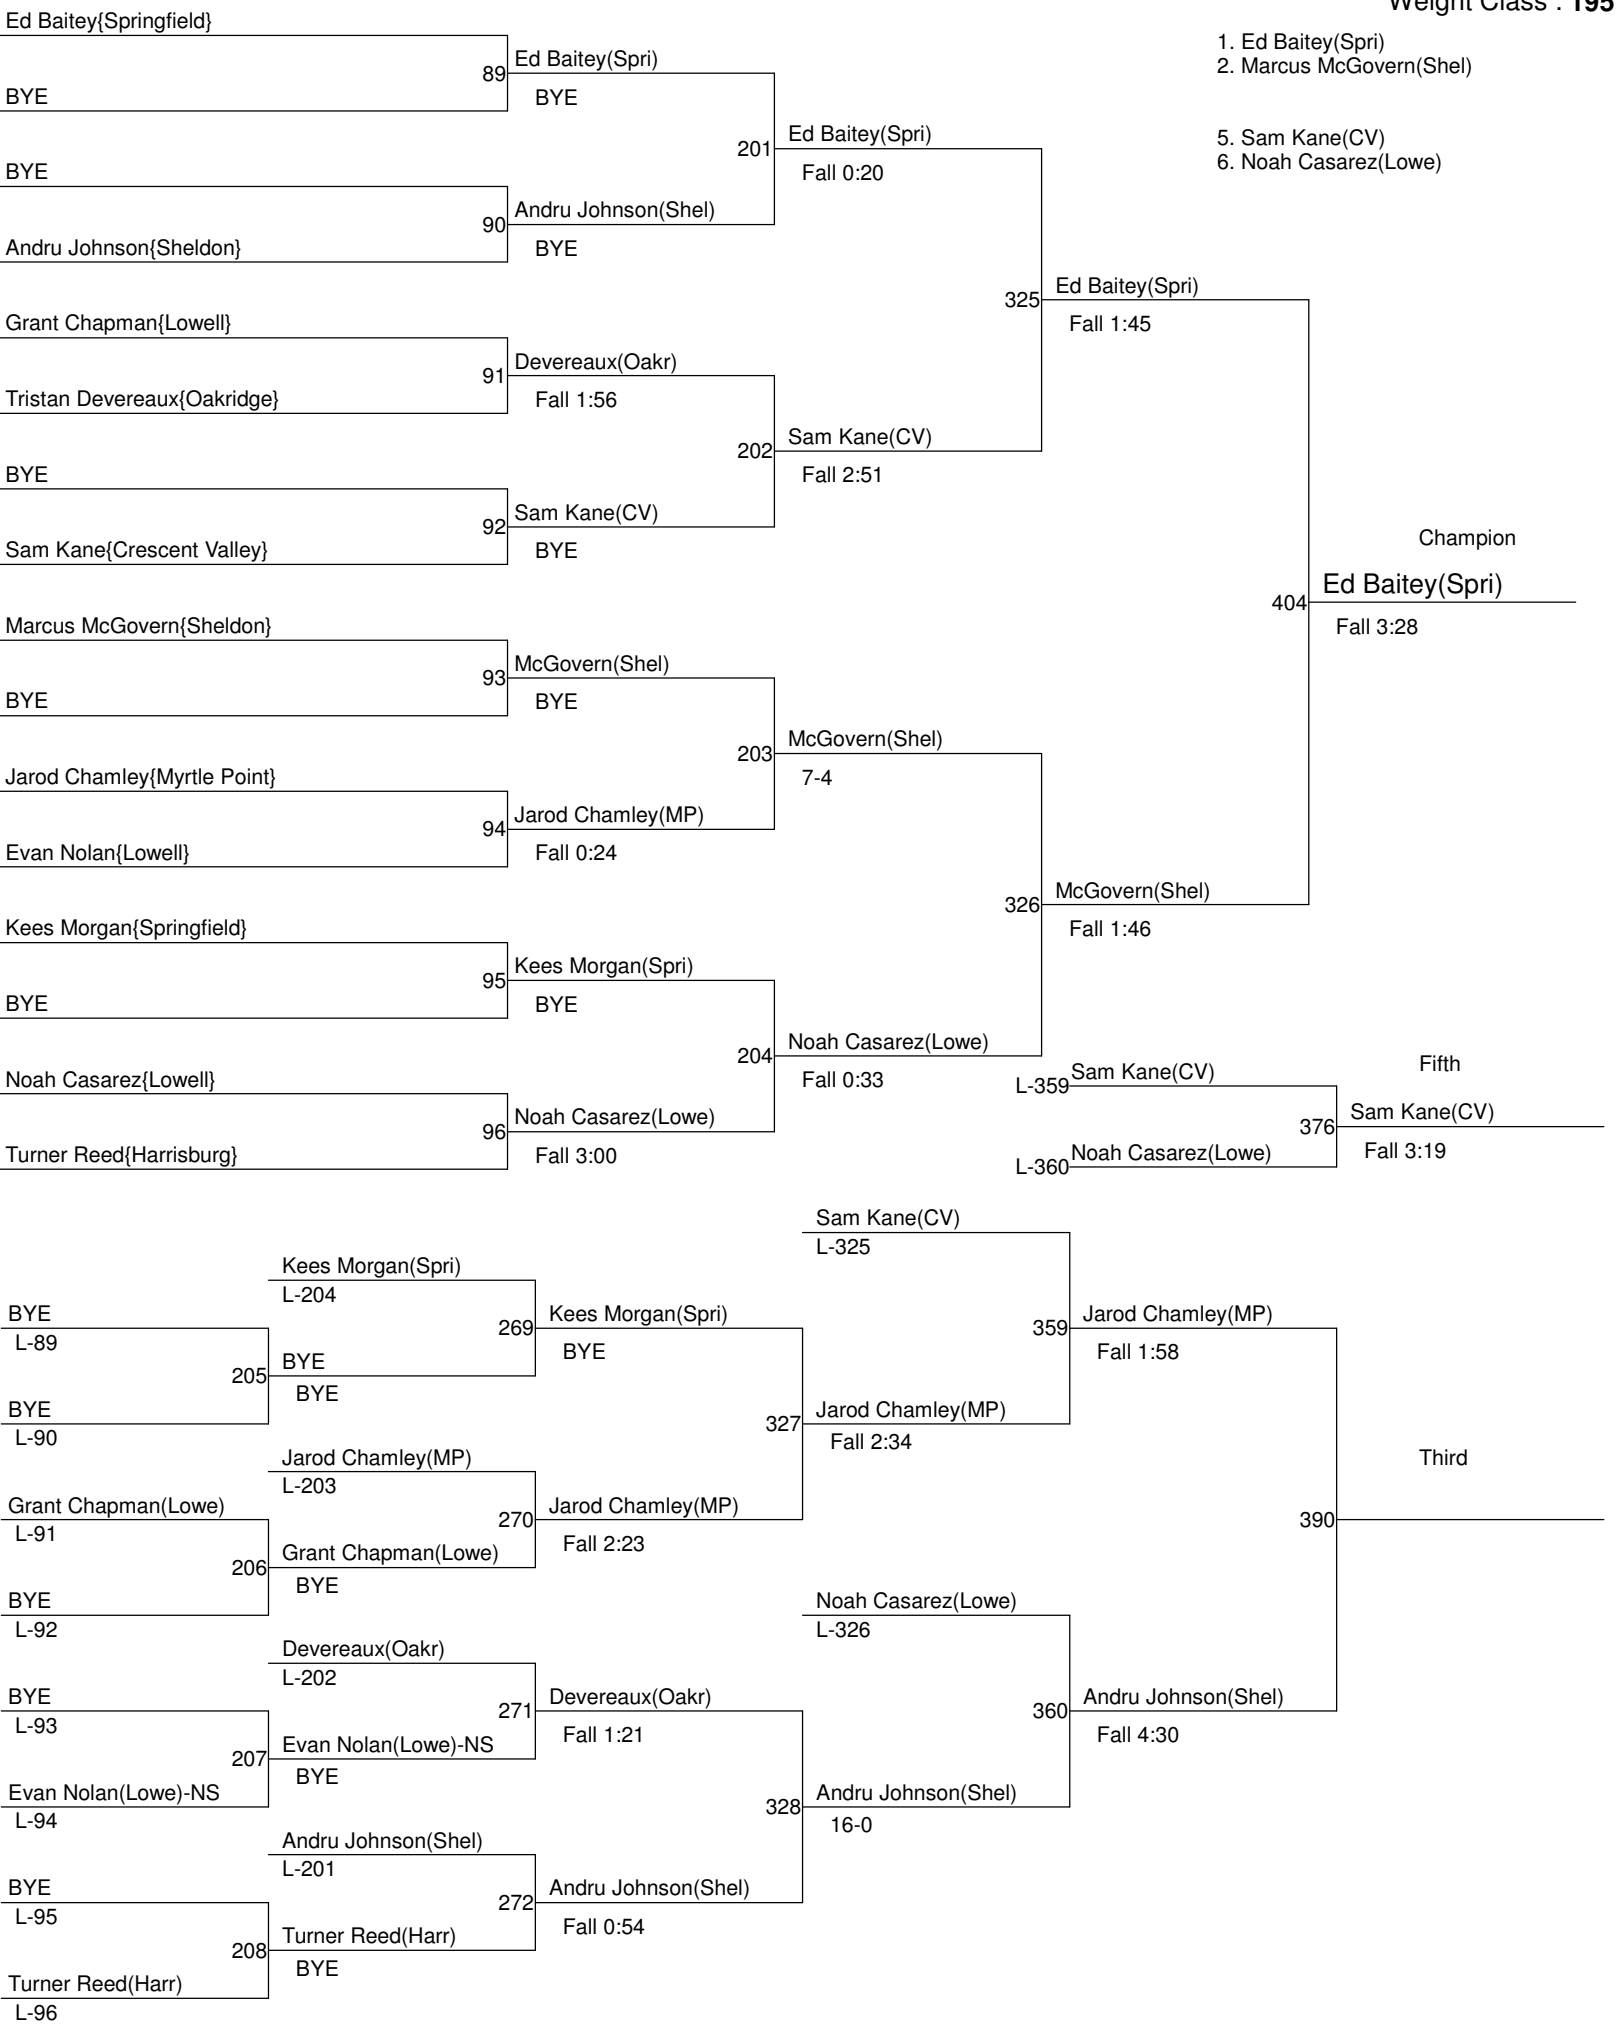 Weight Class : 195
1. Ed Baitey(Spri)
2. Marcus McGovern(Shel)
5. Sam Kane(CV)
6. Noah Casarez(Lowe)
Ed Baitey{Springfield}
BYE
89
BYE
Andru Johnson{Sheldon}
90
Grant Chapman{Lowell}
Tristan Devereaux{Oakridge}
91
BYE
Sam Kane{Crescent Valley}
92
Marcus McGovern{Sheldon}
BYE
93
Jarod Chamley{Myrtle Point}
Evan Nolan{Lowell}
94
Kees Morgan{Springfield}
BYE
95
Noah Casarez{Lowell}
Turner Reed{Harrisburg}
96
Ed Baitey(Spri)
BYE
201
Andru Johnson(Shel)
BYE
Devereaux(Oakr)
Fall 1:56
202
Sam Kane(CV)
BYE
McGovern(Shel)
BYE
203
Jarod Chamley(MP)
Fall 0:24
Kees Morgan(Spri)
BYE
204
Noah Casarez(Lowe)
Fall 3:00
Ed Baitey(Spri)
Fall 0:20
325
Sam Kane(CV)
Fall 2:51
McGovern(Shel)
7-4
326
Noah Casarez(Lowe)
Fall 0:33
Ed Baitey(Spri)
Fall 1:45
404
McGovern(Shel)
Fall 1:46
Champion
Ed Baitey(Spri)
Fall 3:28
L-359
Sam Kane(CV)
L-360
Noah Casarez(Lowe)
376
Fifth
Sam Kane(CV)
Fall 3:19
BYE
L-89
205
BYE
L-90
Grant Chapman(Lowe)
L-91
206
BYE
L-92
BYE
L-93
207
Evan Nolan(Lowe)-NS
L-94
BYE
L-95
208
Turner Reed(Harr)
L-96
Kees Morgan(Spri)
L-204
269
BYE
BYE
Jarod Chamley(MP)
L-203
270
Grant Chapman(Lowe)
BYE
Devereaux(Oakr)
L-202
271
Evan Nolan(Lowe)-NS
BYE
Andru Johnson(Shel)
L-201
272
Turner Reed(Harr)
BYE
Kees Morgan(Spri)
BYE
327
Jarod Chamley(MP)
Fall 2:23
Devereaux(Oakr)
Fall 1:21
328
Andru Johnson(Shel)
Fall 0:54
Sam Kane(CV)
L-325
359
Jarod Chamley(MP)
Fall 2:34
Noah Casarez(Lowe)
L-326
360
Andru Johnson(Shel)
16-0
Jarod Chamley(MP)
Fall 1:58
390
Andru Johnson(Shel)
Fall 4:30
Third